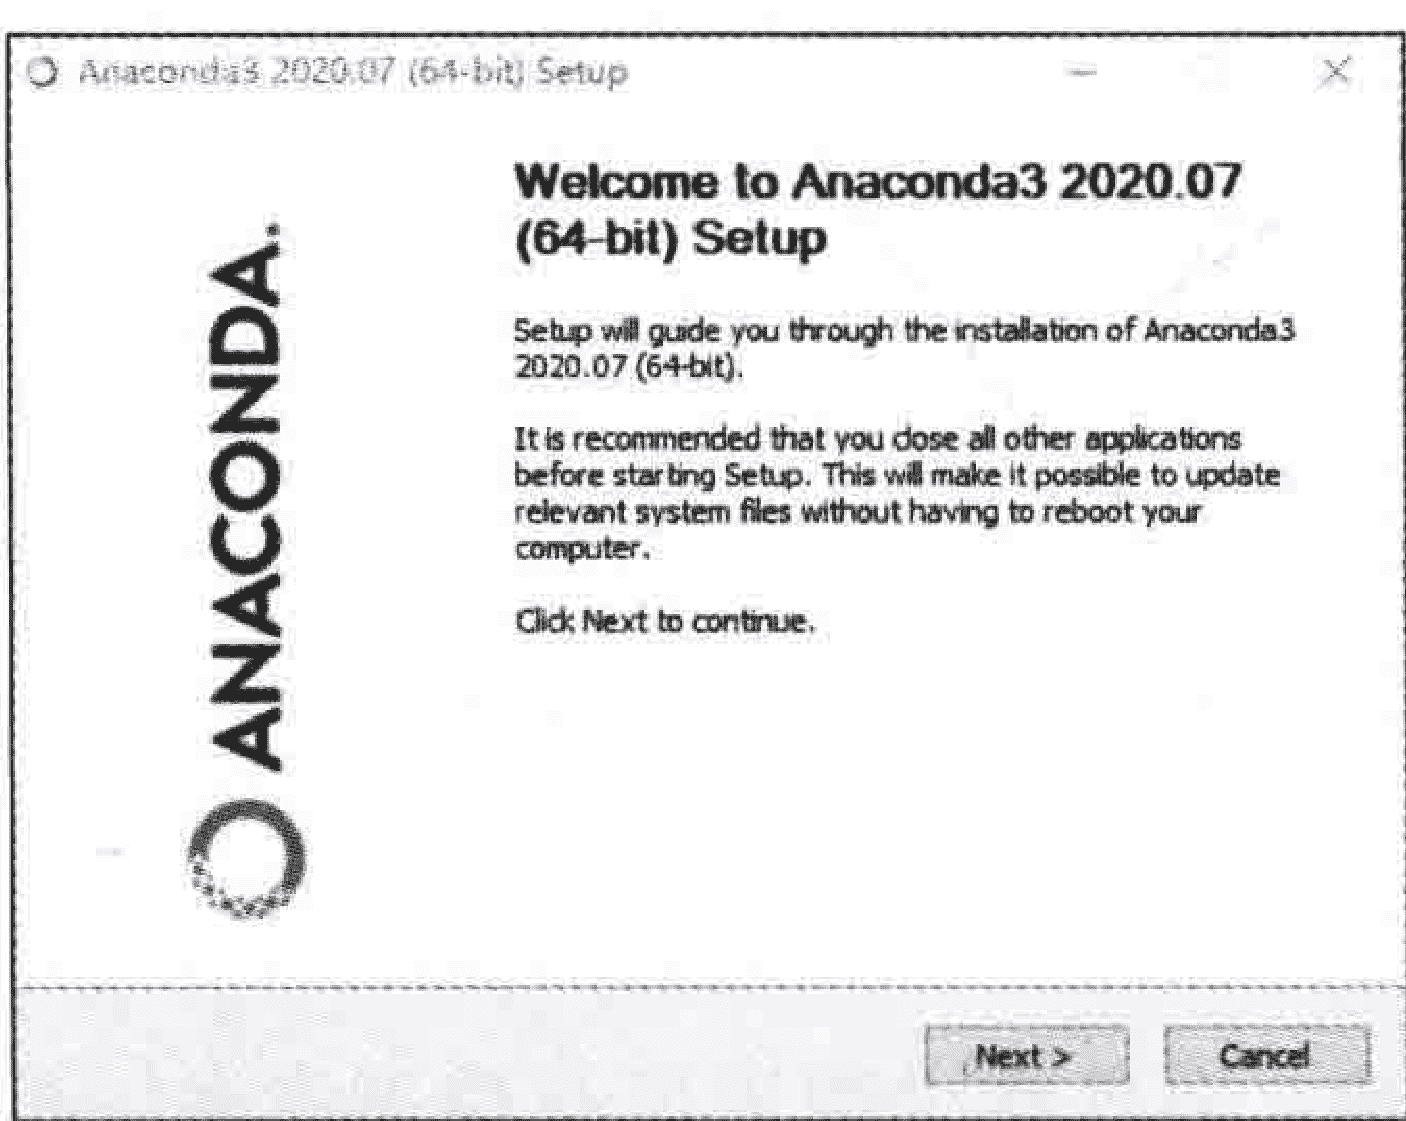 Anaconda3 2020.07 (64-bit) Setup
Welcome to Anaconda3 2020.07
(64-bit) Setup
Setup will guide you through the installation of Anaconda3
2020.07 (64-bit).
It is recommended that you close all other applications
before starting Setup. This will make it possible to update
relevant system files without having to reboot your
computer.
Click Next to continue.
ANACONDA.
Next >
Cancel